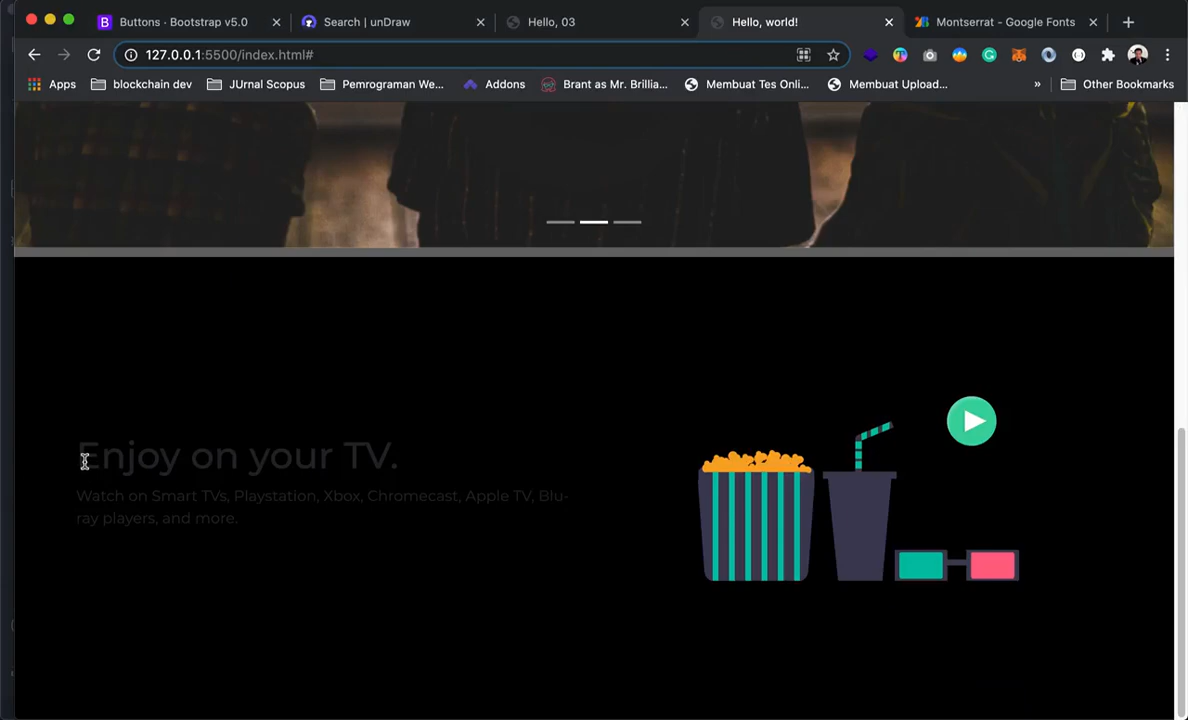 Buttons · Bootstrap v5.0
Search | unDraw
Hello, 03
Hello, world!
Montserrat - Google Fonts
127.0.0.1:5500/index.html#
Apps
blockchain dev
JUrnal Scopus
Pemrograman We...
Addons
Brant as Mr. Brillia...
Membuat Tes Onli...
Membuat Upload...
»
Other Bookmarks
Enjoy on your TV.
Watch on Smart TVs, Playstation, Xbox, Chromecast, Apple TV, Blu-
ray players, and more.